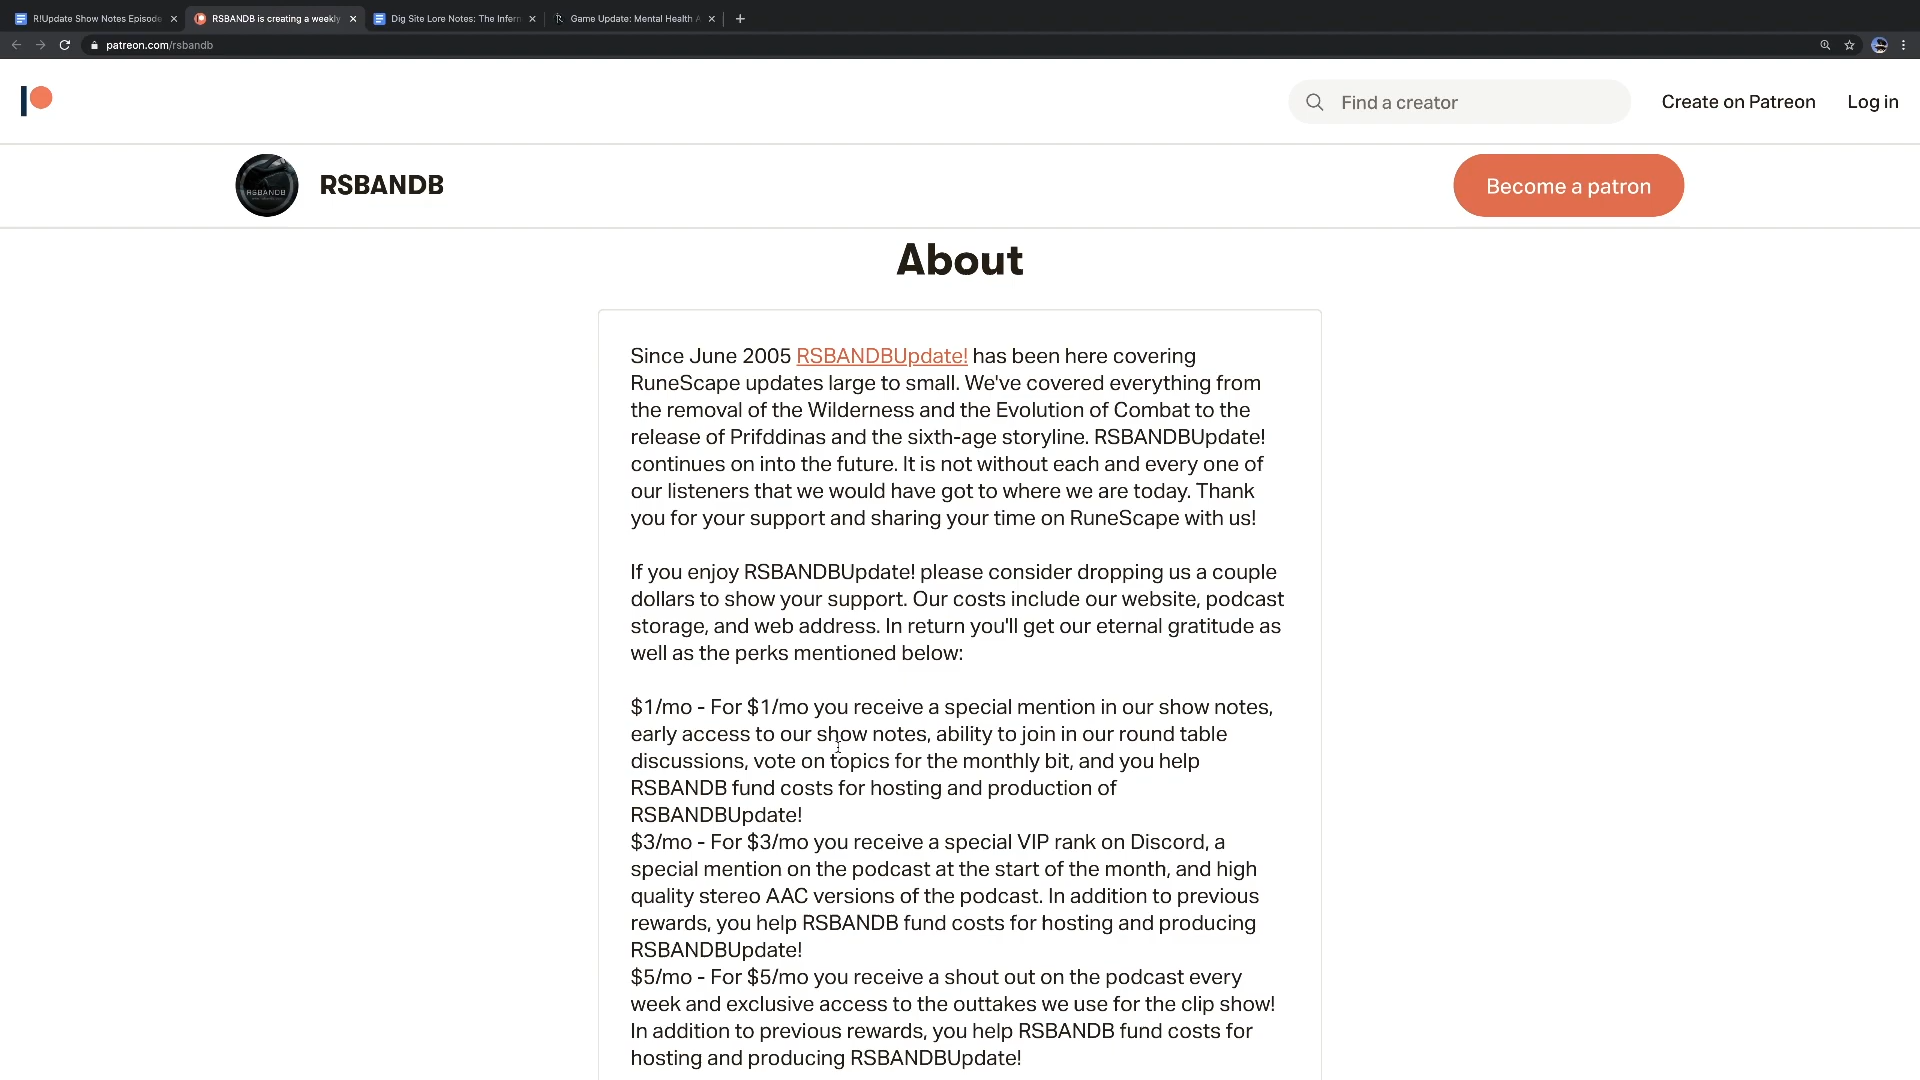 R!Update Show Notes Episode
RSBANDB is creating a weekly
Dig Site Lore Notes: The Infern
Game Update: Mental Health A
patreon.com/rsbandb
Find a creator
Create on Patreon
Log in
RSBANDB
RSBANDB
Become a patron
About
Since June 2005 RSBANDBUpdate! has been here covering
RuneScape updates large to small. We've covered everything from
the removal of the Wilderness and the Evolution of Combat to the
release of Prifddinas and the sixth-age storyline. RSBANDBUpdate!
continues on into the future. It is not without each and every one of
our listeners that we would have got to where we are today. Thank
you for your support and sharing your time on RuneScape with us!
If you enjoy RSBANDBUpdate! please consider dropping us a couple
dollars to show your support. Our costs include our website, podcast
storage, and web address. In return you'll get our eternal gratitude as
well as the perks mentioned below:
$1/mo - For $1/mo you receive a special mention in our show notes,
early access to our show notes, ability to join in our round table
discussions, vote on topics for the monthly bit, and you help
RSBANDB fund costs for hosting and production of
RSBANDBUpdate!
$3/mo - For $3/mo you receive a special VIP rank on Discord, a
special mention on the podcast at the start of the month, and high
quality stereo AAC versions of the podcast. In addition to previous
rewards, you help RSBANDB fund costs for hosting and producing
RSBANDBUpdate!
$5/mo - For $5/mo you receive a shout out on the podcast every
week and exclusive access to the outtakes we use for the clip show!
In addition to previous rewards, you help RSBANDB fund costs for
hosting and producing RSBANDBUpdate!